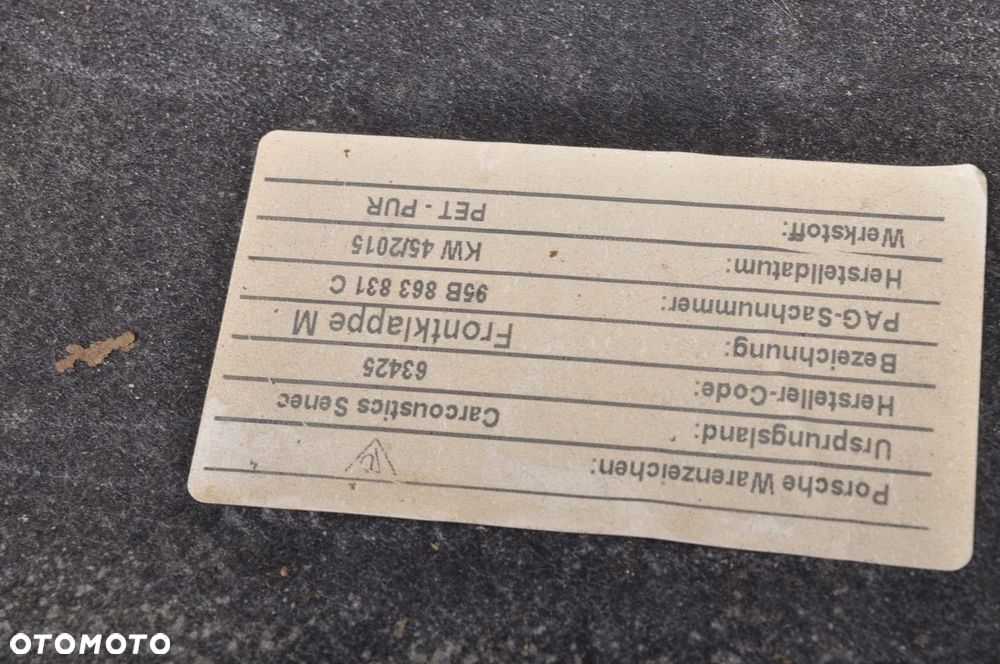 Porsche Warenzeichen:
Ursprungsland: Carcoustics Senec
Hersteller-Code: 63425
Bezeichnung: Frontklappe M
PAG-Sachnummer: 95B 863 831 C
Herstelldatum: KW 45/2015
Werkstoff: PET - PUR
OTOMOTO